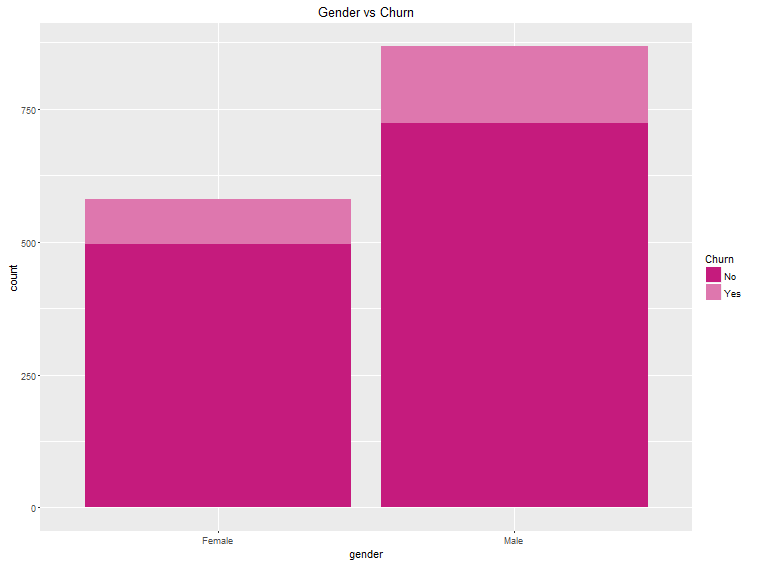 Gender vs Churn
count
750
500
250
0
Female
Male
gender
Churn
No
Yes